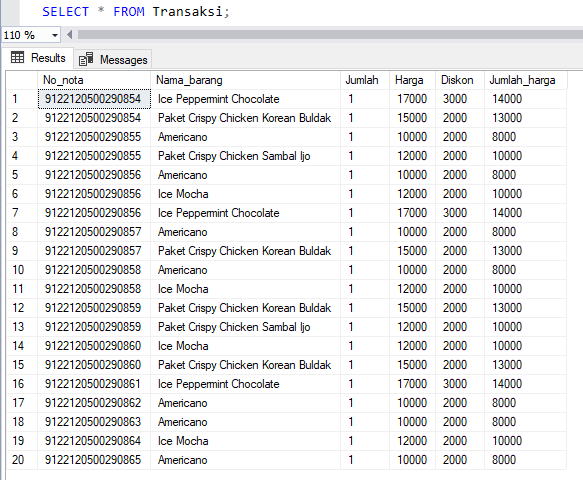 SELECT * FROM Transaksi;
110 %
Results Messages
No_nota Nama_barang Jumlah Harga Diskon Jumlah_harga
1 9122120500290854 Ice Peppermint Chocolate 1 17000 3000 14000
2 9122120500290854 Paket Crispy Chicken Korean Buldak 1 15000 2000 13000
3 9122120500290855 Americano 1 10000 2000 8000
4 9122120500290855 Paket Crispy Chicken Sambal Ijo 1 12000 2000 10000
5 9122120500290856 Americano 1 10000 2000 8000
6 9122120500290856 Ice Mocha 1 12000 2000 10000
7 9122120500290856 Ice Peppermint Chocolate 1 17000 3000 14000
8 9122120500290857 Americano 1 10000 2000 8000
9 9122120500290857 Paket Crispy Chicken Korean Buldak 1 15000 2000 13000
10 9122120500290858 Americano 1 10000 2000 8000
11 9122120500290858 Ice Mocha 1 12000 2000 10000
12 9122120500290859 Paket Crispy Chicken Korean Buldak 1 15000 2000 13000
13 9122120500290859 Paket Crispy Chicken Sambal Ijo 1 12000 2000 10000
14 9122120500290860 Ice Mocha 1 12000 2000 10000
15 9122120500290860 Paket Crispy Chicken Korean Buldak 1 15000 2000 13000
16 9122120500290861 Ice Peppermint Chocolate 1 17000 3000 14000
17 9122120500290862 Americano 1 10000 2000 8000
18 9122120500290863 Americano 1 10000 2000 8000
19 9122120500290864 Ice Mocha 1 12000 2000 10000
20 9122120500290865 Americano 1 10000 2000 8000